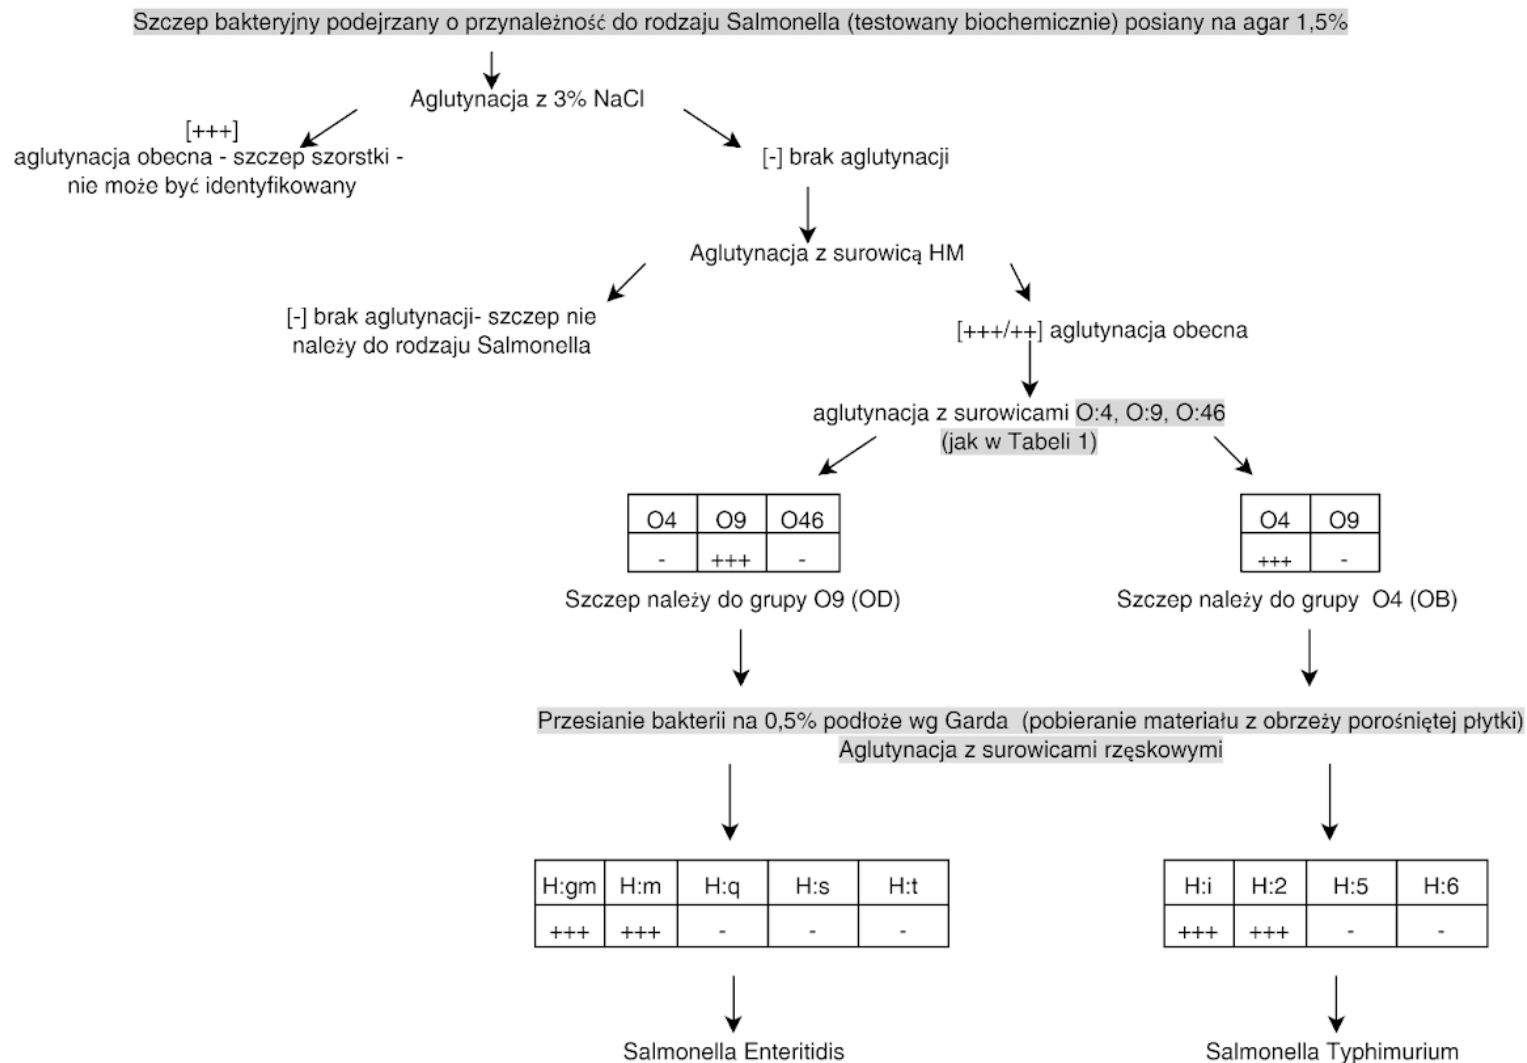 Szczep bakteryjny podejrzany o przynależność do rodzaju Salmonella (testowany biochemicznie) posiany na agar 1,5%
Aglutynacja z 3% NaCl
[+++]
aglutynacja obecna - szczep szorstki -
nie może być identyfikowany
[-] brak aglutynacji
Aglutynacja z surowicą HM
[-] brak aglutynacji- szczep nie
należy do rodzaju Salmonella
[+++/++] aglutynacja obecna
aglutynacja z surowicami O:4, O:9, O:46
(jak w Tabeli 1)
O4 O9 O46
- +++ -
Szczep należy do grupy O9 (OD)
O4 O9
+++ -
Szczep należy do grupy O4 (OB)
Przesianie bakterii na 0,5% podłoże wg Garda (pobieranie materiału z obrzeży porośniętej płytki)
Aglutynacja z surowicami rzęskowymi
H:gm H:m H:q H:s H:t
+++ +++ - - -
Salmonella Enteritidis
H:i H:2 H:5 H:6
+++ +++ - -
Salmonella Typhimurium